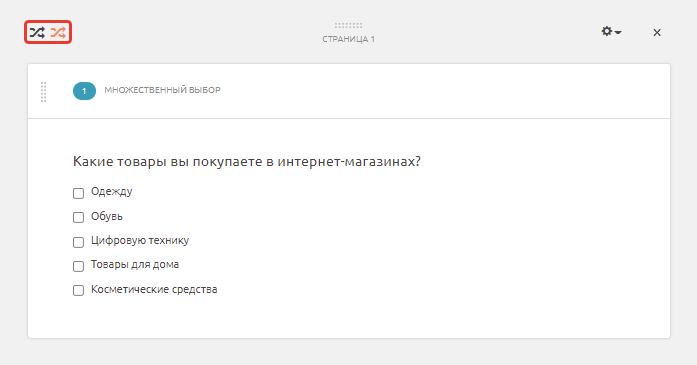 СТРАНИЦА 1
1 МНОЖЕСТВЕННЫЙ ВЫБОР
Какие товары вы покупаете в интернет-магазинах?
Одежду
Обувь
Цифровую технику
Товары для дома
Косметические средства